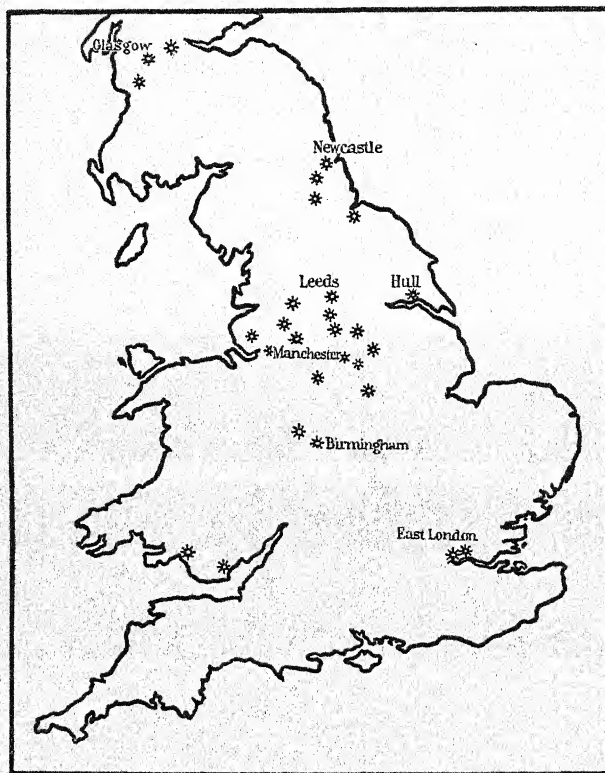 Glasgow
Newcastle
Leeds
Hull
Manchester
Birmingham
East London